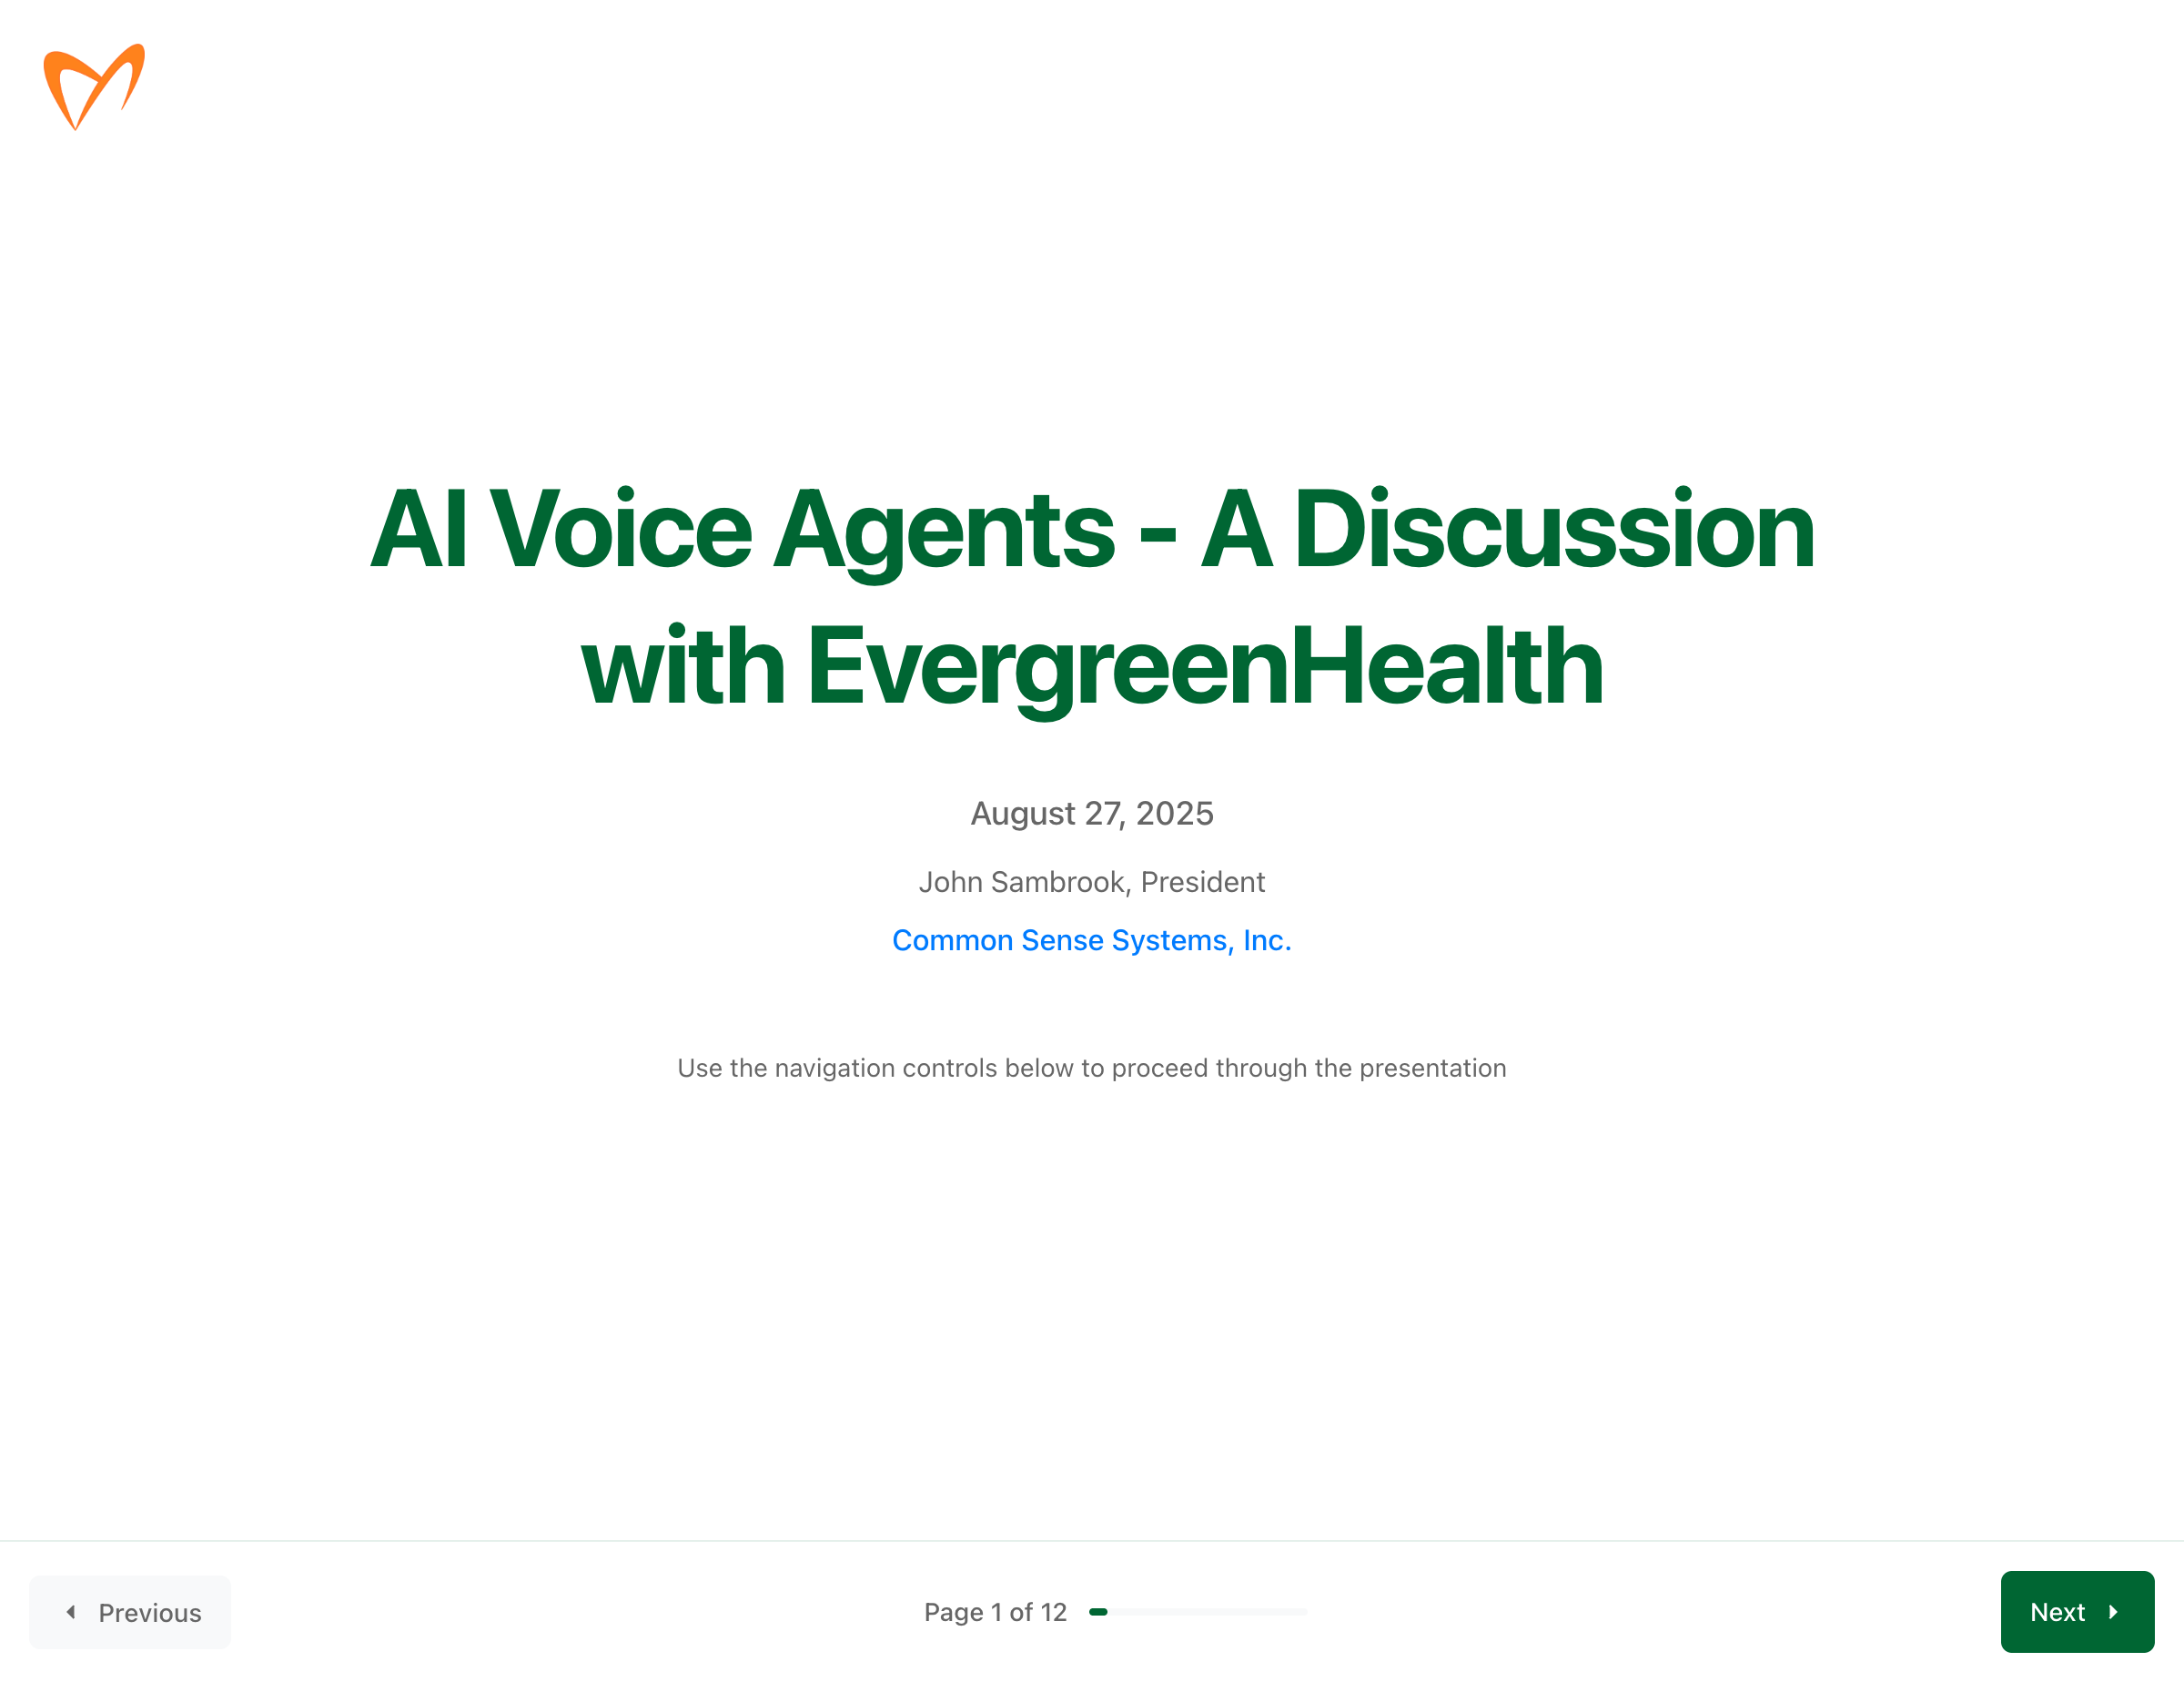 AI Voice Agents - A Discussion
with EvergreenHealth
August 27, 2025
John Sambrook, President
Common Sense Systems, Inc.
Use the navigation controls below to proceed through the presentation
Previous
Page 1 of 12
Next